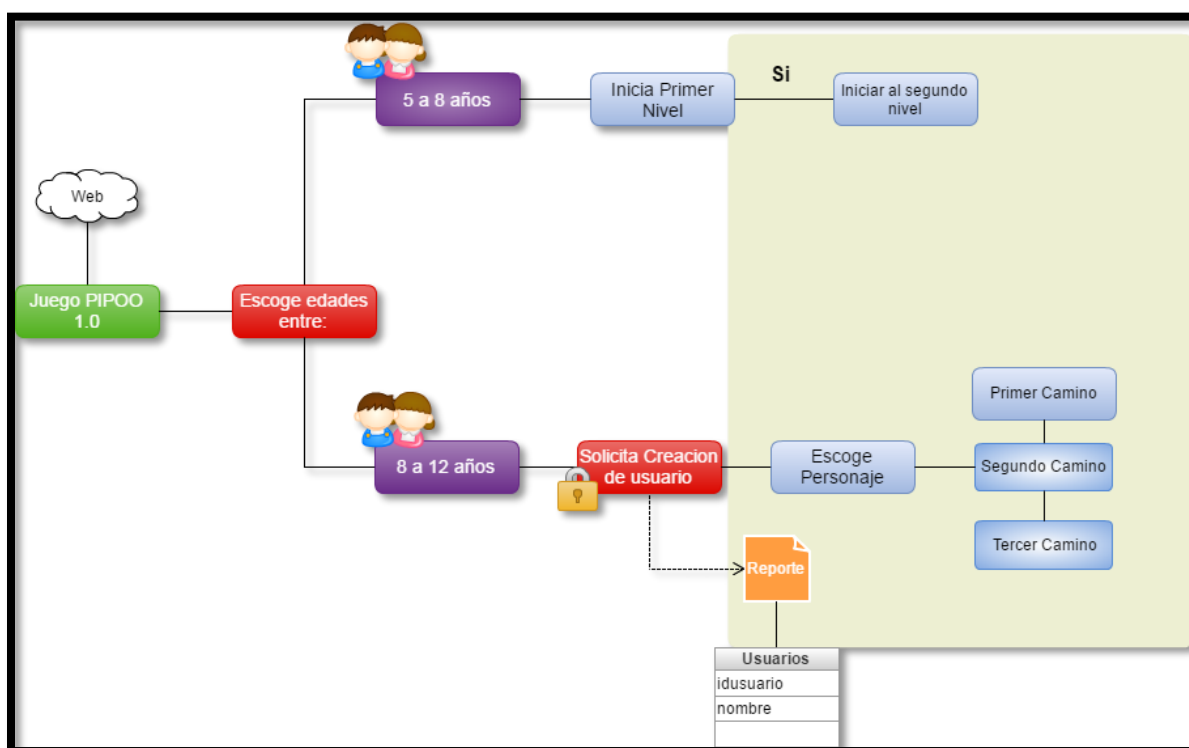 5 a 8 años
Inicia Primer
Nivel
Si
Iniciar al segundo
nivel
Web
Juego PIPOO
1.0
Escoge edades
entre:
8 a 12 años
Solicita Creacion
de usuario
Escoge
Personaje
Primer Camino
Segundo Camino
Tercer Camino
Reporte
Usuarios
idusuario
nombre